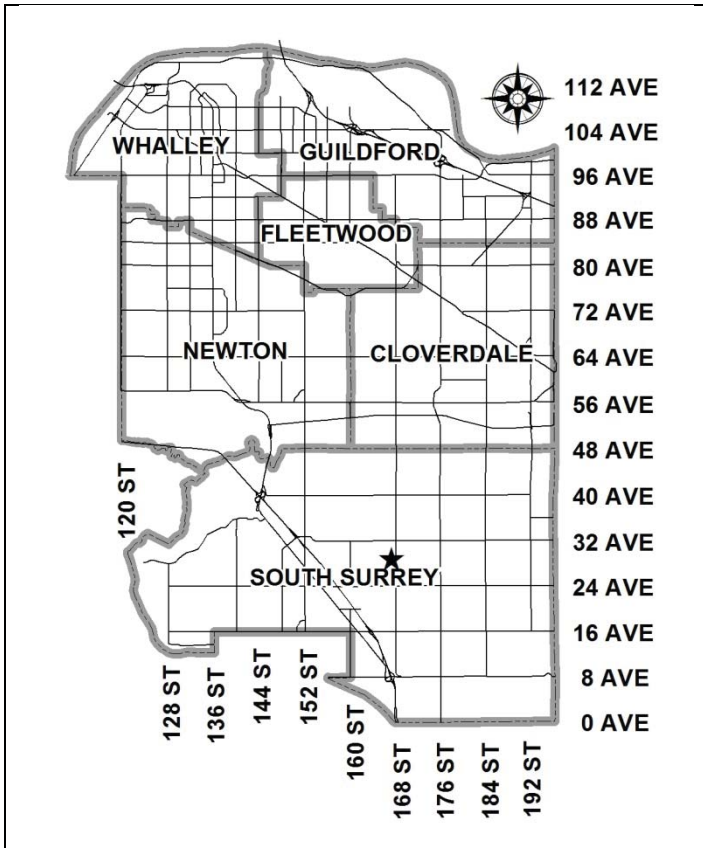 112 AVE
104 AVE
WHALLEY
GUILDFORD
96 AVE
88 AVE
FLEETWOOD
80 AVE
72 AVE
NEWTON
CLOVERDALE
64 AVE
56 AVE
48 AVE
120 ST
40 AVE
32 AVE
SOUTH SURREY
24 AVE
16 AVE
128 ST
136 ST
144 ST
152 ST
8 AVE
160 ST
0 AVE
168 ST
176 ST
184 ST
192 ST